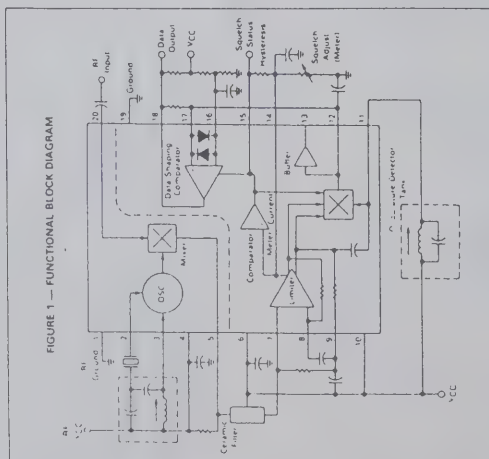 FIGURE 1 — FUNCTIONAL BLOCK DIAGRAM
RF Input
Ground
Data Output
VCC
Squelch Status
Hysteresis
Squelch Adjust (Meter)
20
19
18
17
16
15
14
13
12
11
Data Shaping Comparator
Mixer
OSC
Comparator
Meter Current
Limiter
Buffer
Quadrature Detector Tank
1
2
3
4
5
6
7
8
9
10
RF Ground
RF VCC
Ceramic Filter
VCC